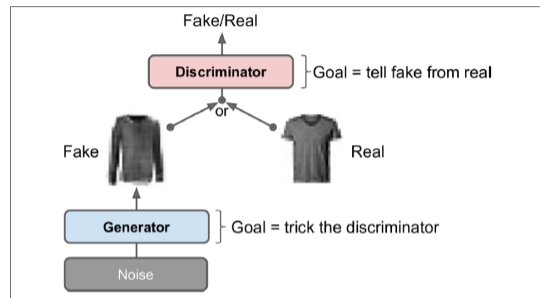 Fake/Real
Discriminator
Goal = tell fake from real
or
Fake
Real
Generator
Goal = trick the discriminator
Noise